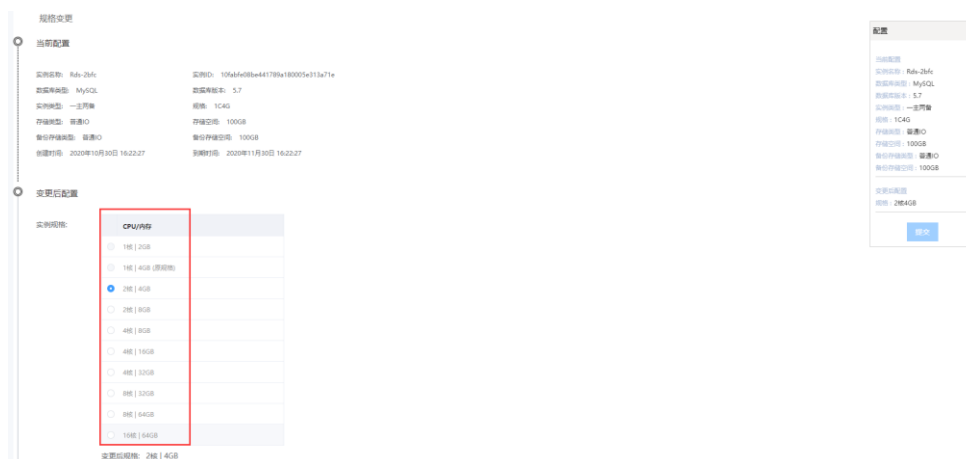 规格变更
当前配置
实例名称: Rds-2bfc 实例ID: 10fabfe08be441789a180005e313a71e
数据库类型: MySQL 数据库版本: 5.7
实例类型: 一主两备 规格: 1C4G
存储类型: 普通IO 存储空间: 100GB
备份存储类型: 普通IO 备份存储空间: 100GB
创建时间: 2020年10月30日 16:22:27 到期时间: 2020年11月30日 16:22:27
变更后配置
实例规格:
CPU/内存
1核 | 2GB
1核 | 4GB (原规格)
2核 | 4GB
2核 | 8GB
4核 | 8GB
4核 | 16GB
4核 | 32GB
8核 | 32GB
8核 | 64GB
16核 | 64GB
变更后规格: 2核 | 4GB
配置
当前配置
实例名称 : Rds-2bfc
数据库类型 : MySQL
数据库版本 : 5.7
实例类型 : 一主两备
规格 : 1C4G
存储类型 : 普通IO
存储空间 : 100GB
备份存储类型 : 普通IO
备份存储空间 : 100GB
变更后配置
规格 : 2核4GB
提交